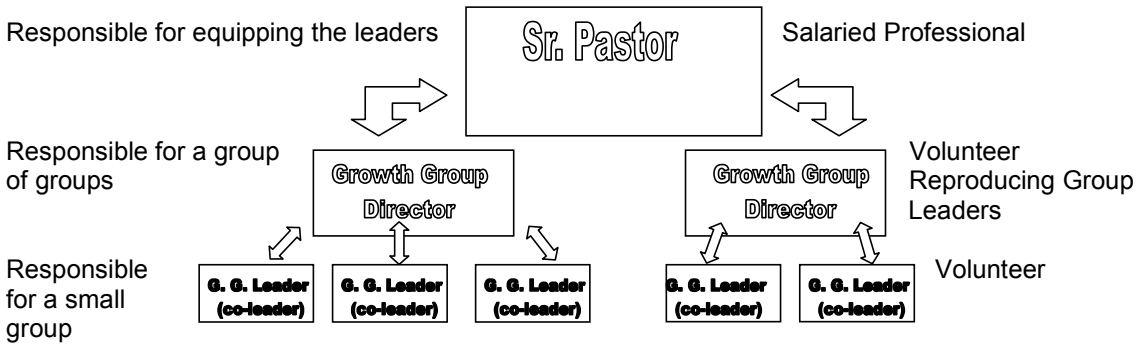 Responsible for equipping the leaders
Sr. Pastor
Salaried Professional
Responsible for a group
of groups
Growth Group
Director
Growth Group
Director
Volunteer
Reproducing Group
Leaders
Responsible
for a small
group
G. G. Leader
(co-leader)
G. G. Leader
(co-leader)
G. G. Leader
(co-leader)
G. G. Leader
(co-leader)
G. G. Leader
(co-leader)
Volunteer